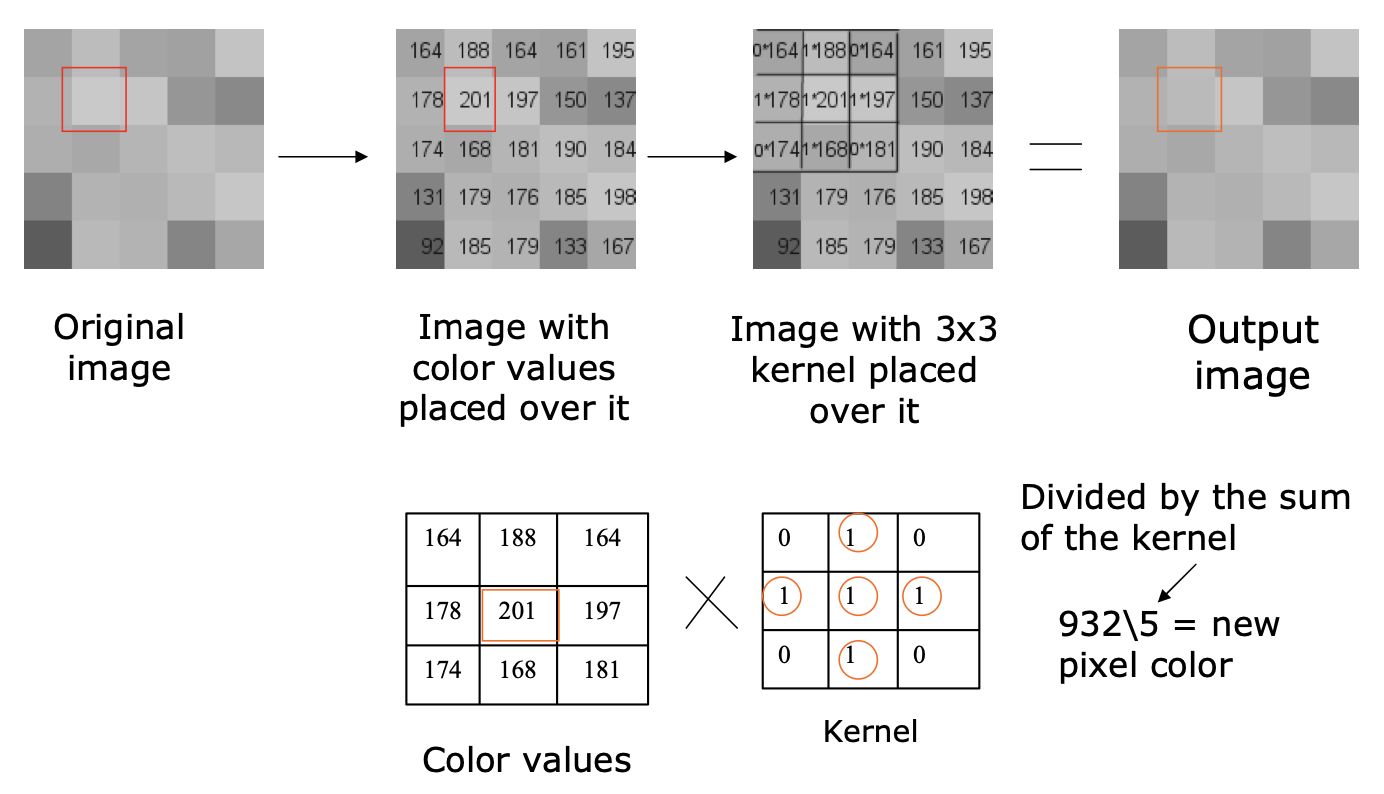 164 188 164 161 195
178 201 197 150 137
174 168 181 190 184
131 179 176 185 198
92 185 179 133 167
0*164 1*188 0*164 161 195
1*178 1*201 1*197 150 137
0*174 1*168 0*181 190 184
131 179 176 185 198
92 185 179 133 167
Original
image
Image with
color values
placed over it
Image with 3x3
kernel placed
over it
Output
image
164 188 164
178 201 197
174 168 181
Color values
0 1 0
1 1 1
0 1 0
Kernel
Divided by the sum
of the kernel
932\5 = new
pixel color